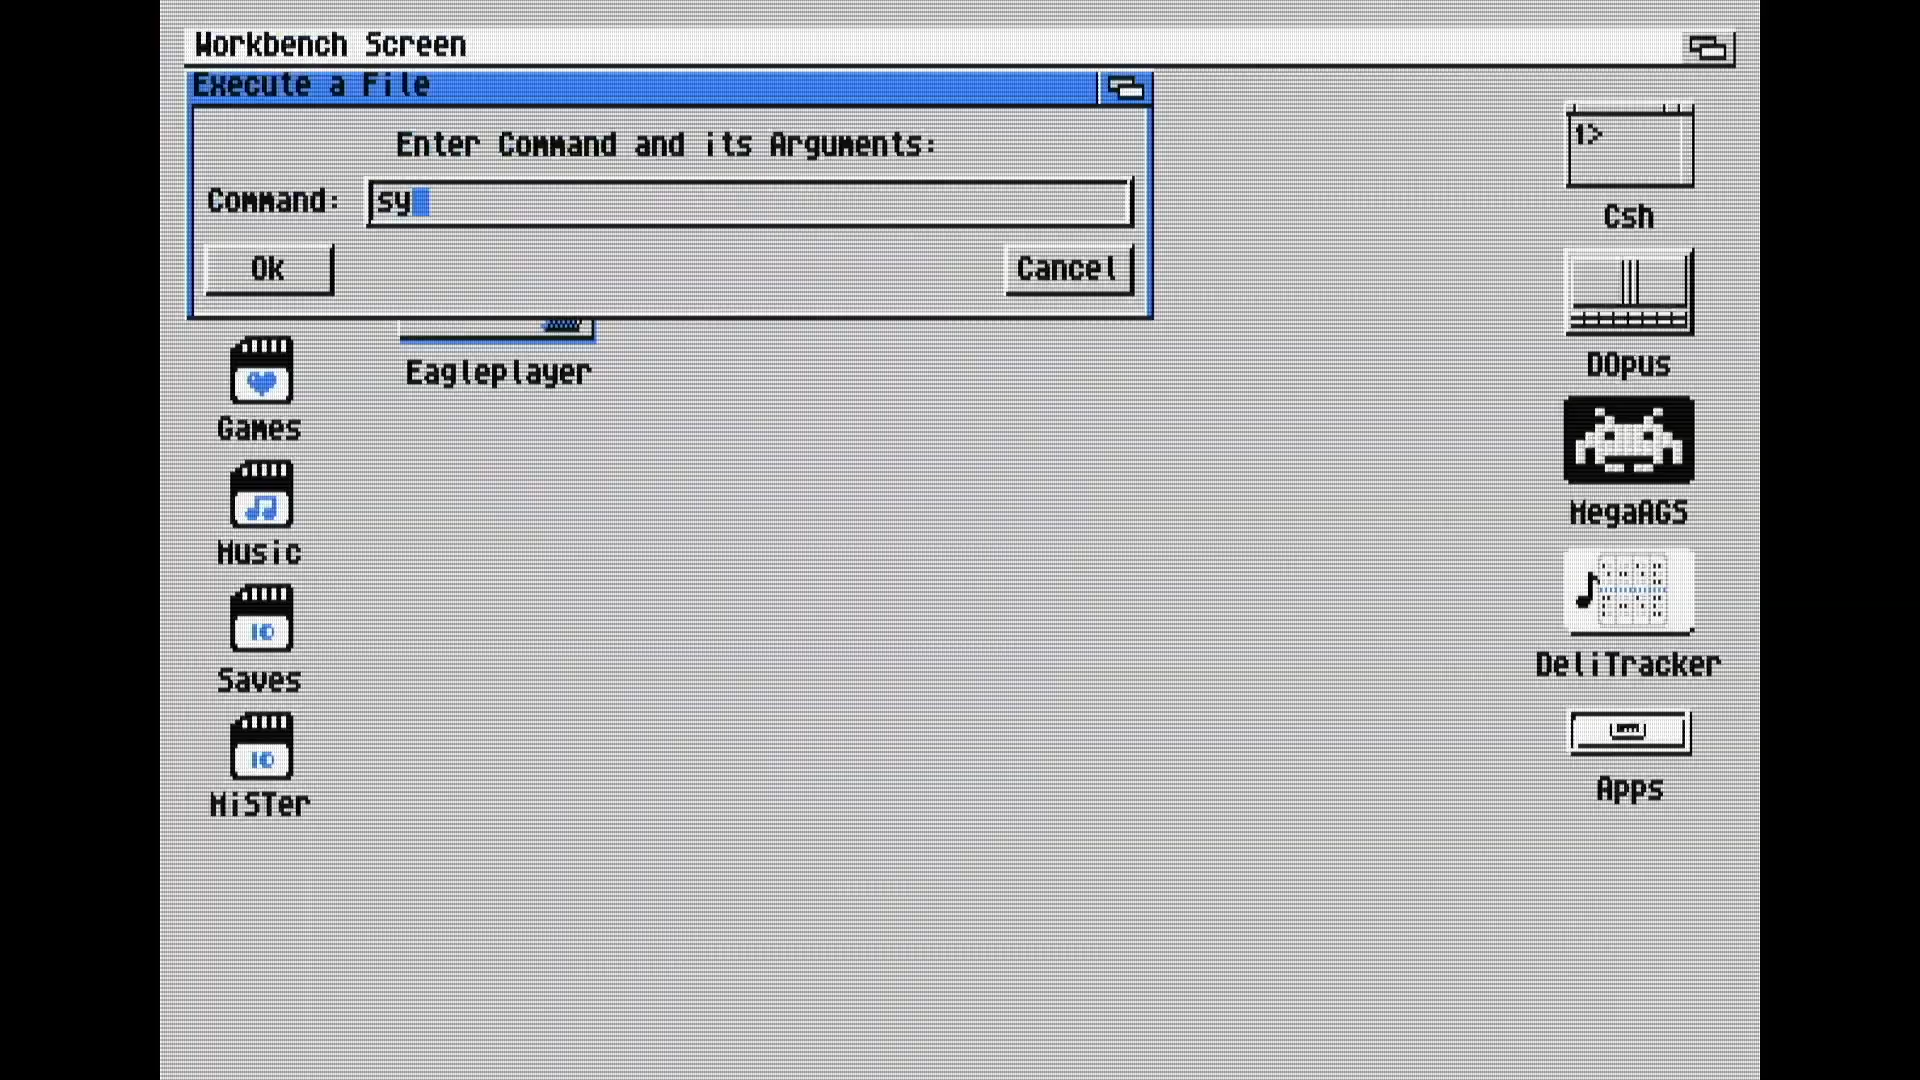 Workbench Screen
Execute a File
Enter Command and its Arguments:
Command: sy
Ok Cancel
Eagleplayer
Games
Music
Saves
MiSTer
1>
Csh
DOpus
MegaAGS
DeliTracker
Apps